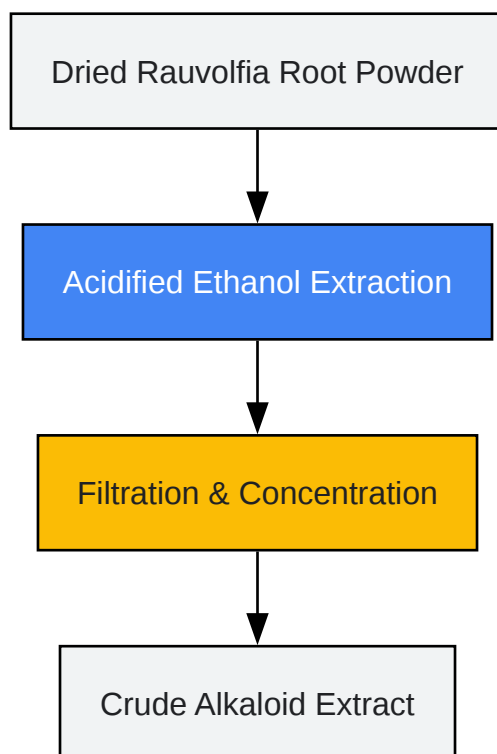 Dried Rauvolfia Root Powder
Acidified Ethanol Extraction
Filtration & Concentration
Crude Alkaloid Extract